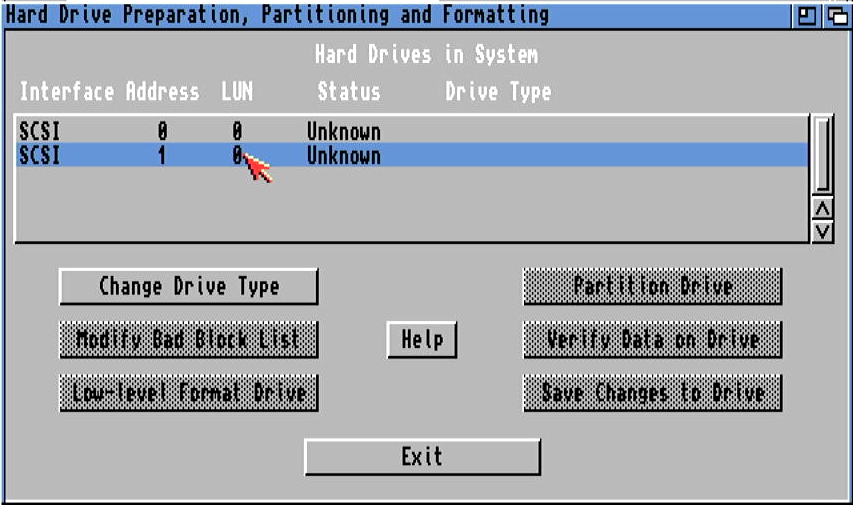 Hard Drive Preparation, Partitioning and Formatting
Hard Drives in System
Interface Address LUN Status Drive Type
SCSI 0 0 Unknown
SCSI 1 0 Unknown
Change Drive Type Partition Drive
Modify Bad Block List Help Verify Data on Drive
Low-level Format Drive Save Changes to Drive
Exit